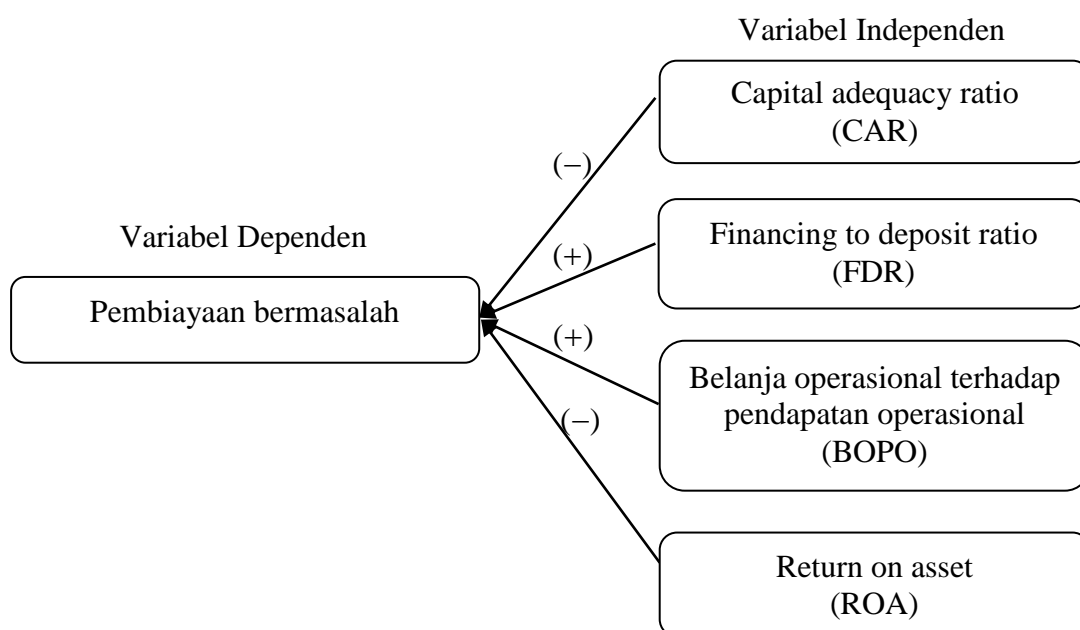 Variabel Independen
Capital adequacy ratio
(CAR)
(−)
Variabel Dependen
Financing to deposit ratio
(FDR)
(+)
Pembiayaan bermasalah
(+)
Belanja operasional terhadap
pendapatan operasional
(BOPO)
(−)
Return on asset
(ROA)